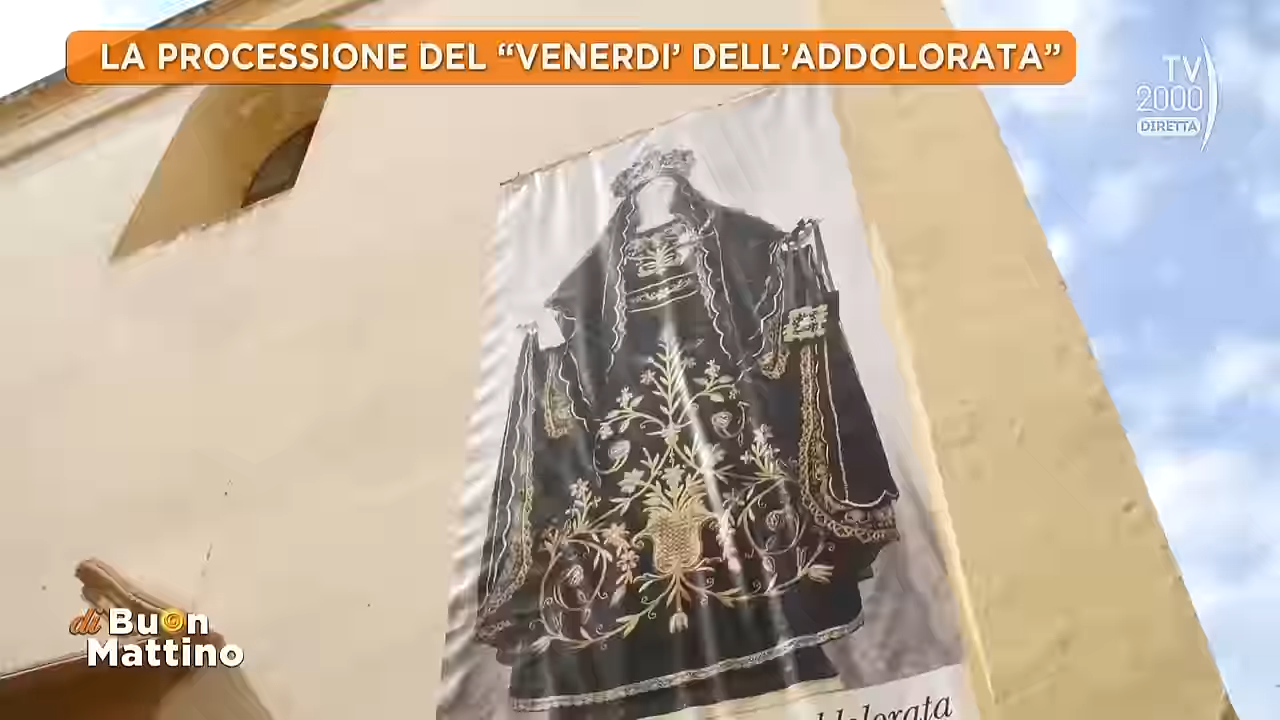 LA PROCESSIONE DEL “VENERDI’ DELL’ADDOLORATA”
TV
2000
DIRETTA
di Buon
Mattino